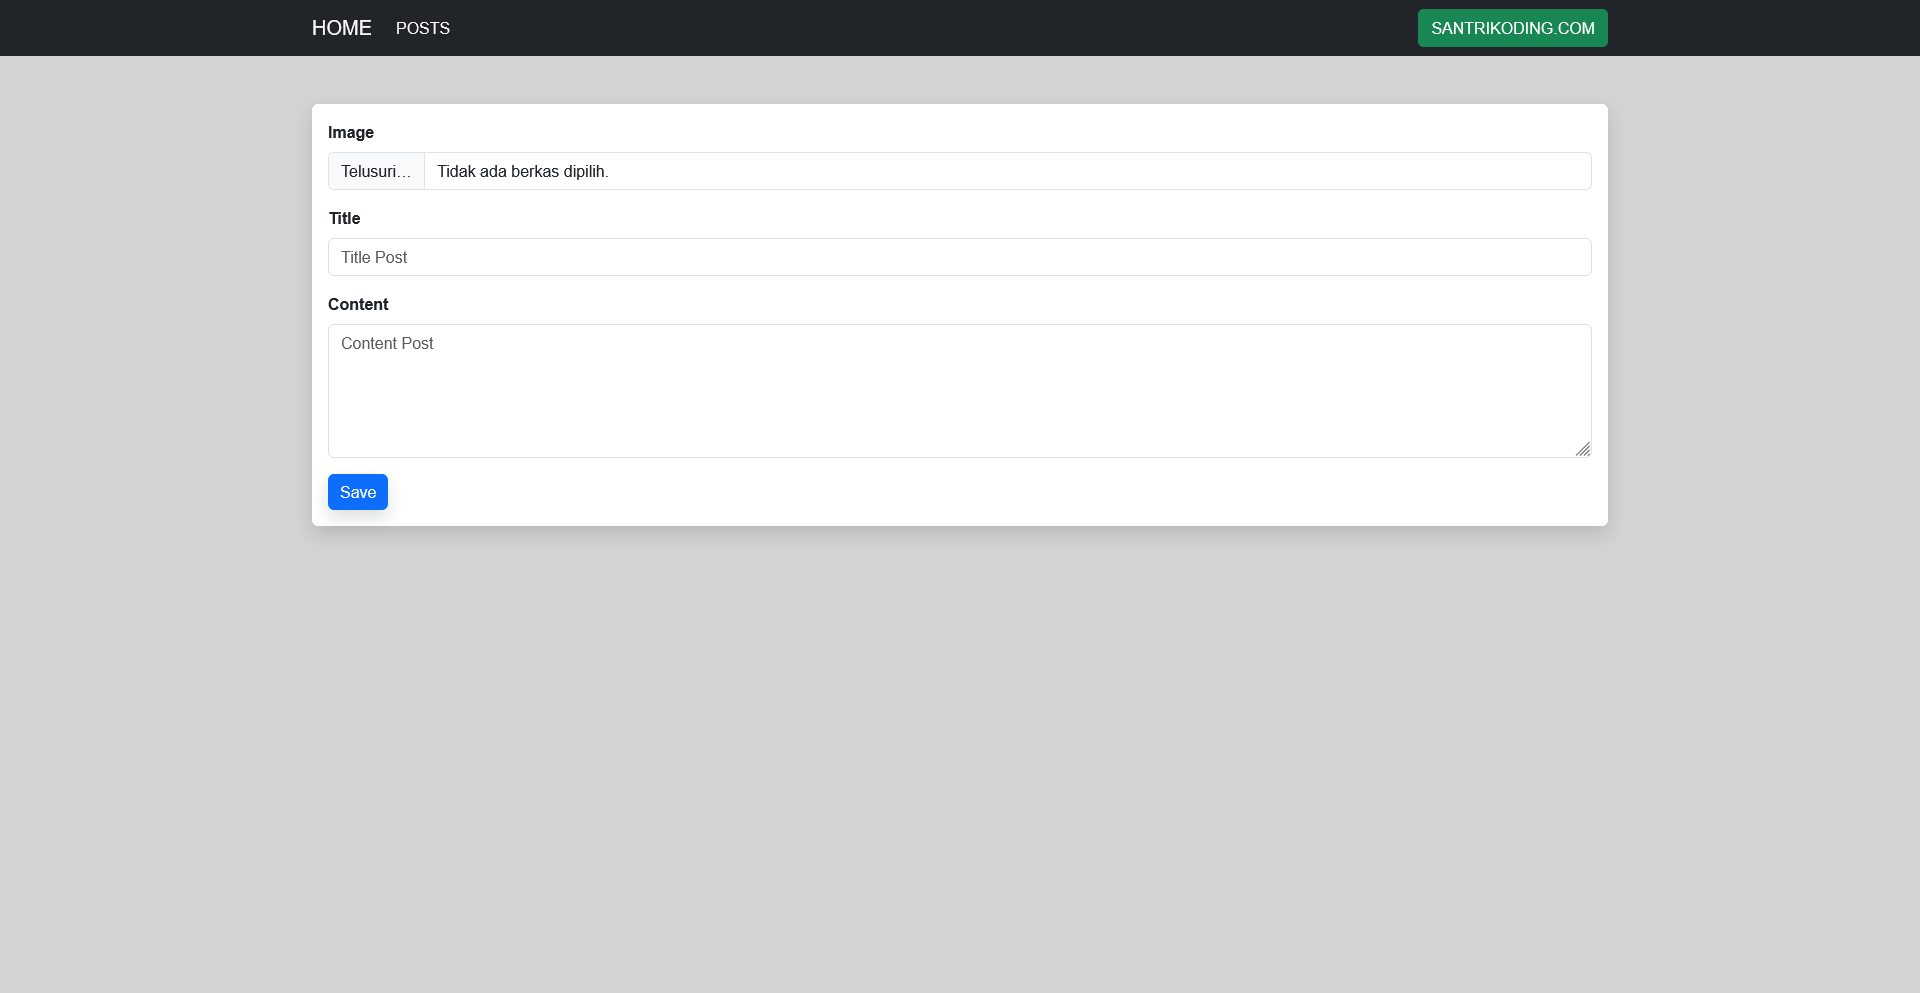 HOME POSTS SANTRIKODING.COM
Image
Telusuri... Tidak ada berkas dipilih.
Title
Title Post
Content
Content Post
Save